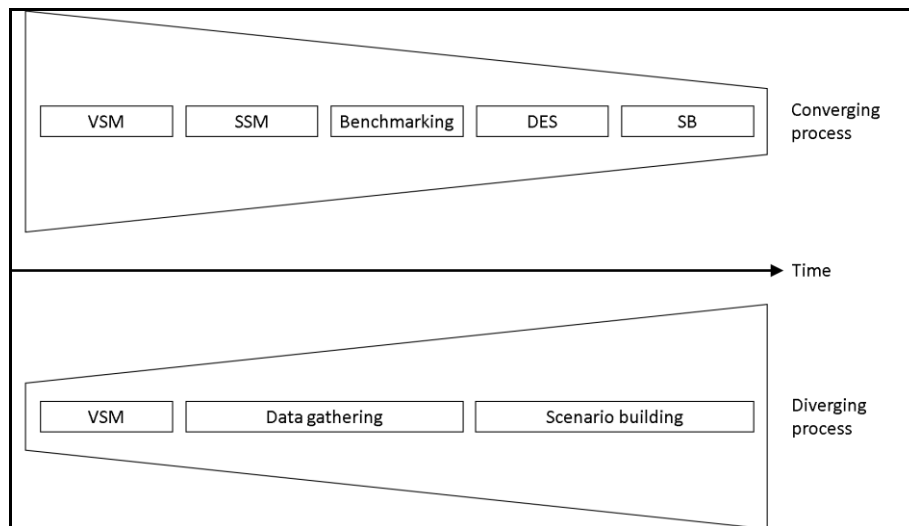 VSM
SSM
Benchmarking
DES
SB
Converging
process
Time
VSM
Data gathering
Scenario building
Diverging
process